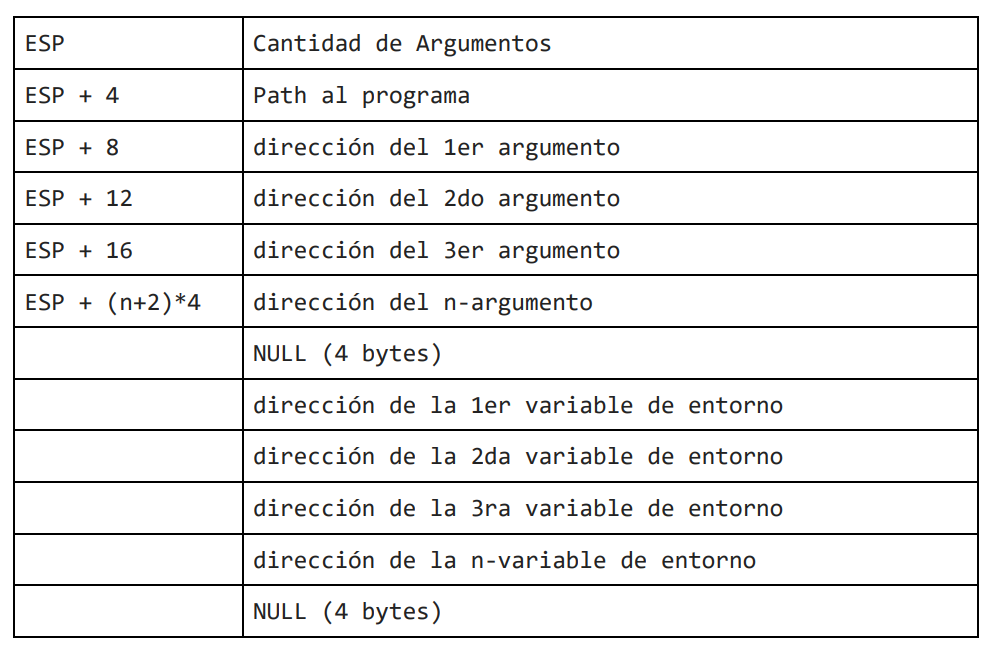 ESP Cantidad de Argumentos
ESP + 4 Path al programa
ESP + 8 dirección del 1er argumento
ESP + 12 dirección del 2do argumento
ESP + 16 dirección del 3er argumento
ESP + (n+2)*4 dirección del n-argumento
NULL (4 bytes)
dirección de la 1er variable de entorno
dirección de la 2da variable de entorno
dirección de la 3ra variable de entorno
dirección de la n-variable de entorno
NULL (4 bytes)